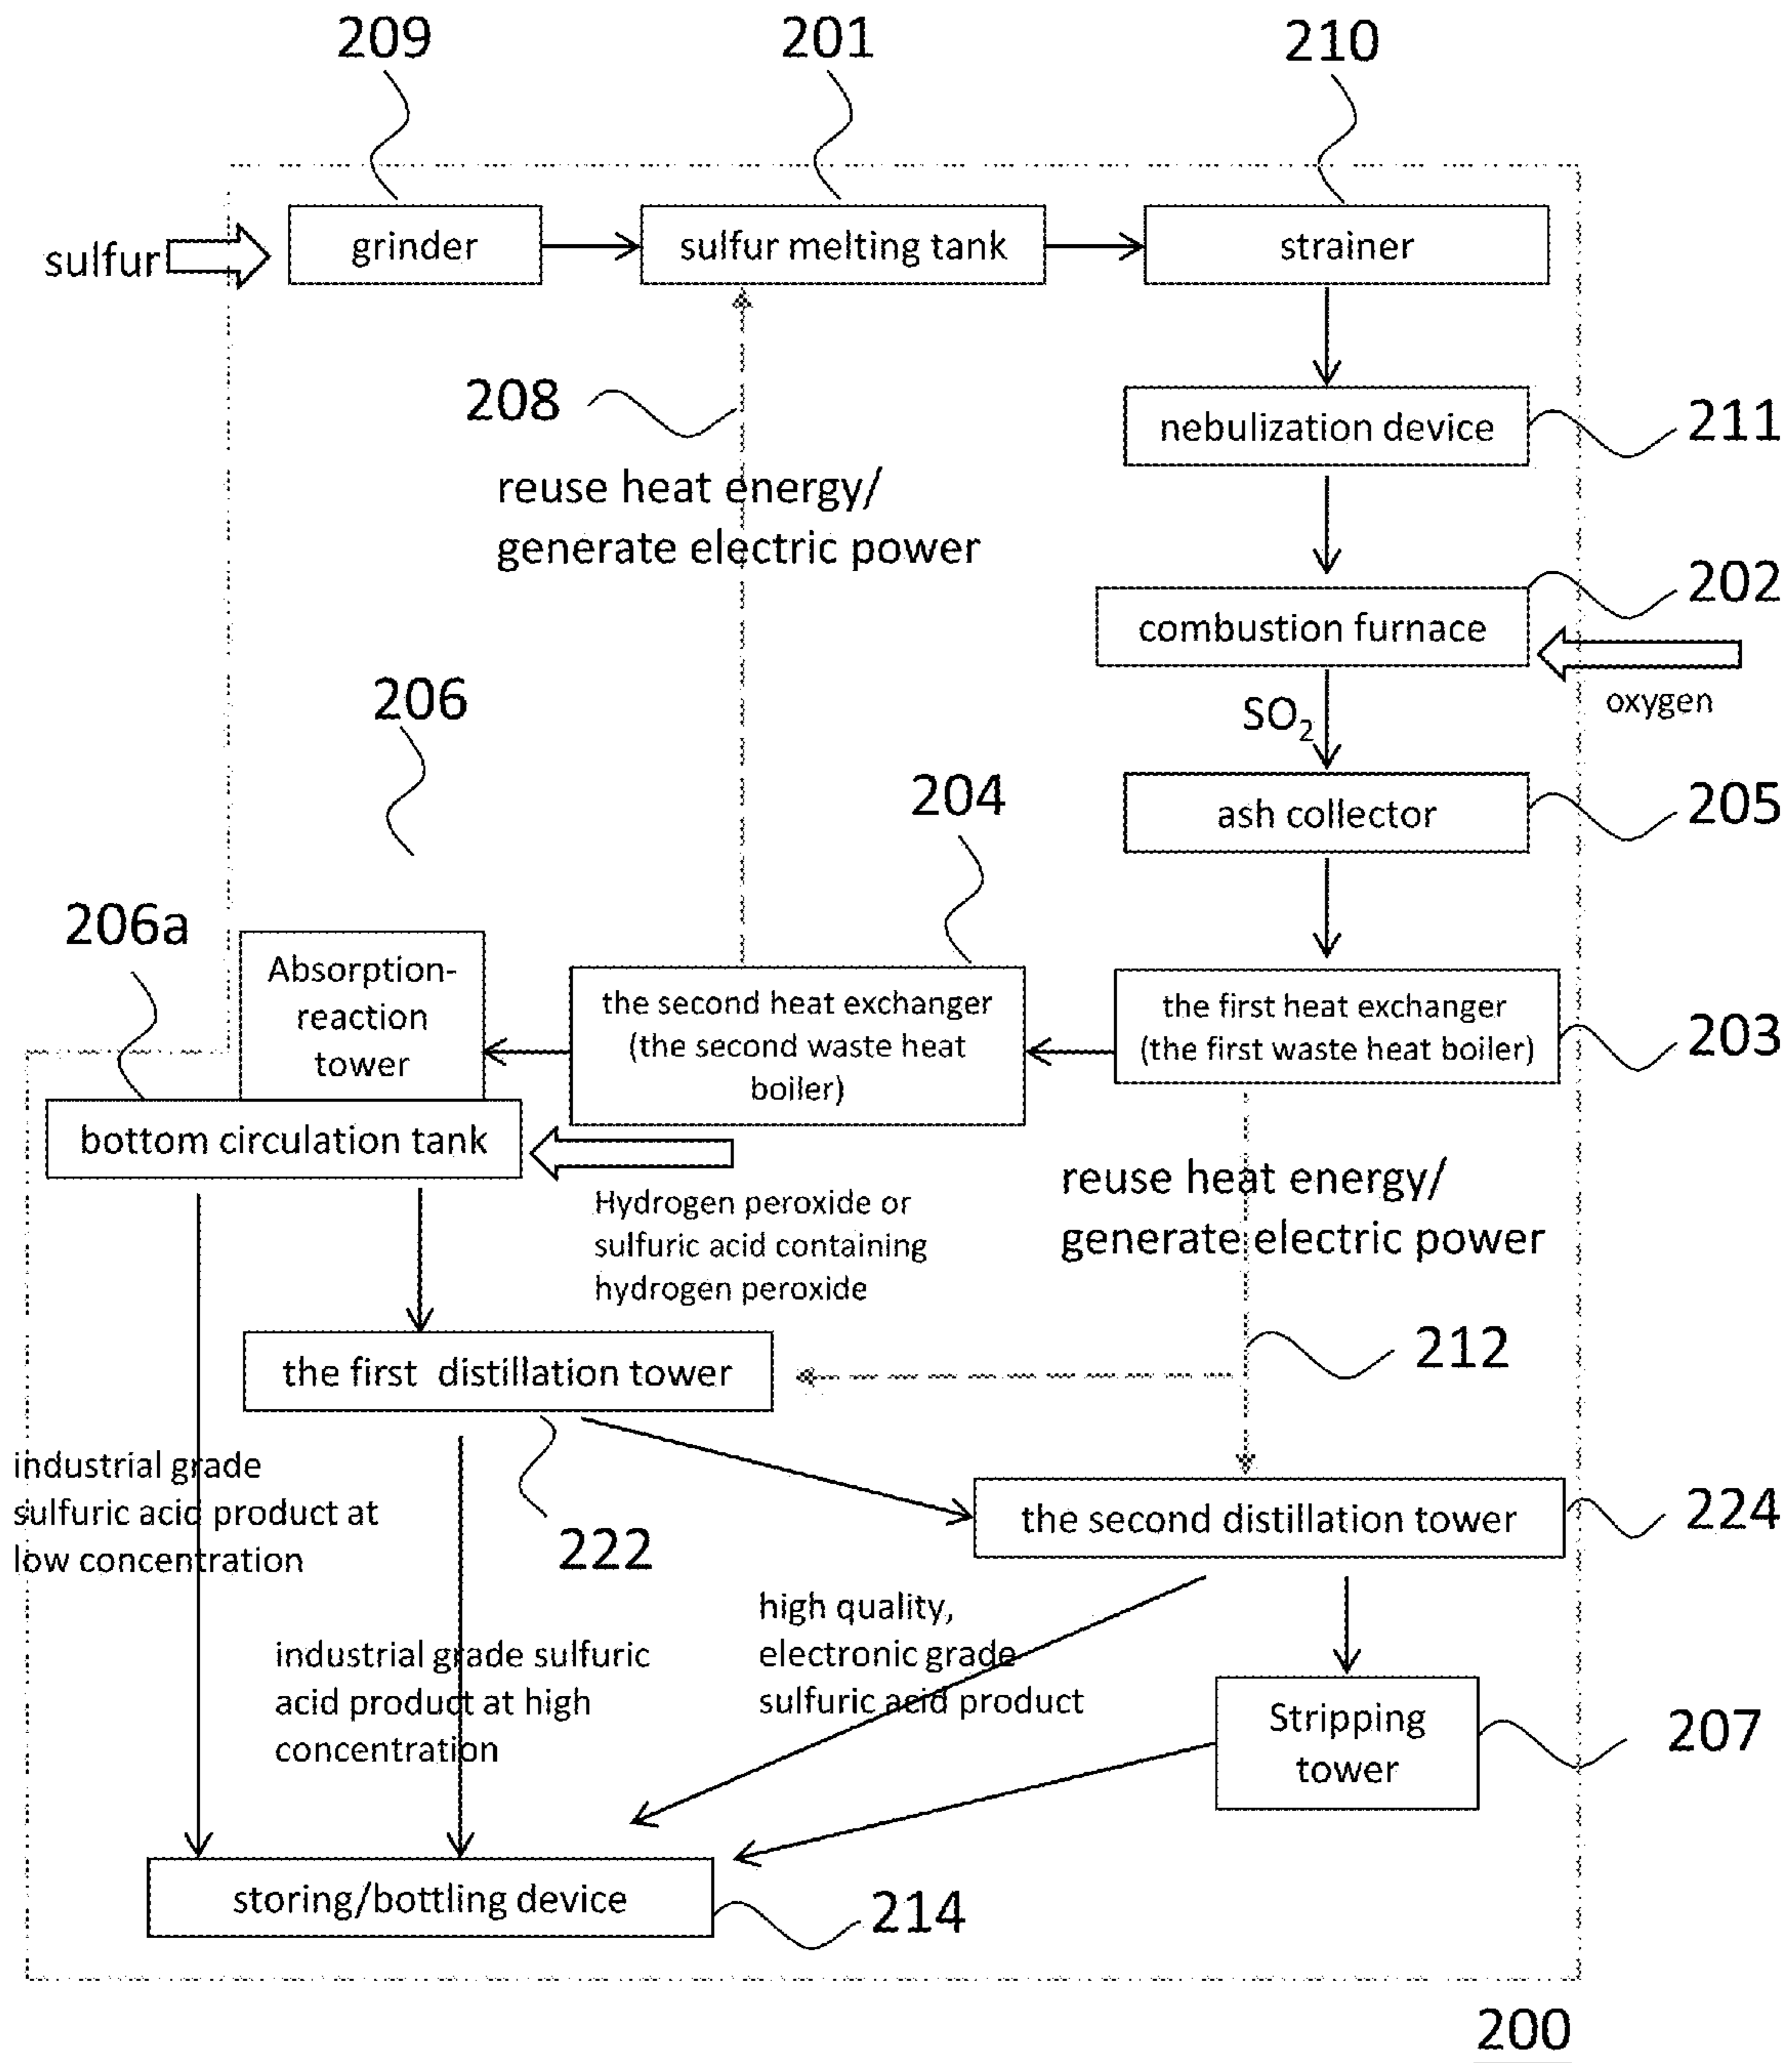 209
201
210
sulfur
grinder
sulfur melting tank
strainer
208
nebulization device
211
reuse heat energy/
generate electric power
202
combustion furnace
oxygen
206
SO₂
204
ash collector
205
206a
Absorption-
reaction
tower
the second heat exchanger
(the second waste heat
boiler)
the first heat exchanger
(the first waste heat boiler)
203
bottom circulation tank
Hydrogen peroxide or
sulfuric acid containing
hydrogen peroxide
reuse heat energy/
generate electric power
the first distillation tower
212
industrial grade
sulfuric acid product at
low concentration
222
the second distillation tower
224
industrial grade sulfuric
acid product at high
concentration
high quality,
electronic grade
sulfuric acid product
Stripping
tower
207
storing/bottling device
214
200